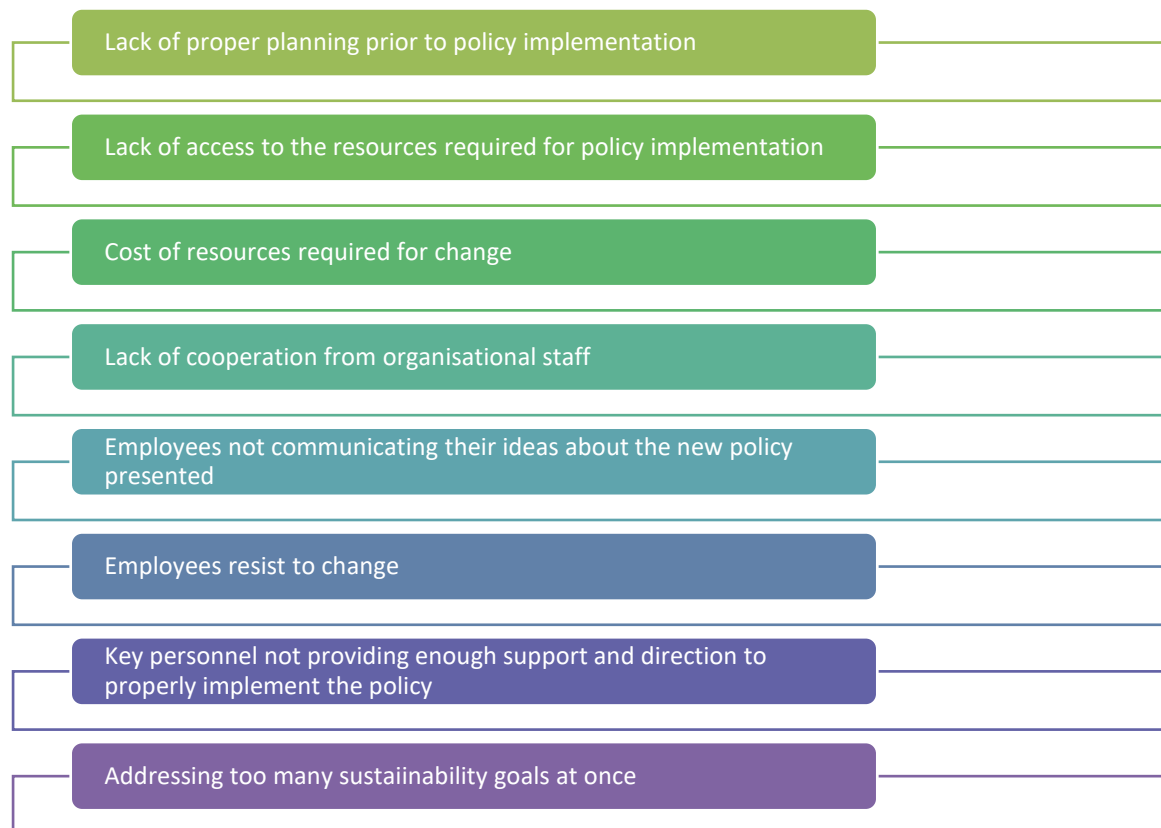 Lack of proper planning prior to policy implementation
Lack of access to the resources required for policy implementation
Cost of resources required for change
Lack of cooperation from organisational staff
Employees not communicating their ideas about the new policy
presented
Employees resist to change
Key personnel not providing enough support and direction to
properly implement the policy
Addressing too many sustaiinability goals at once